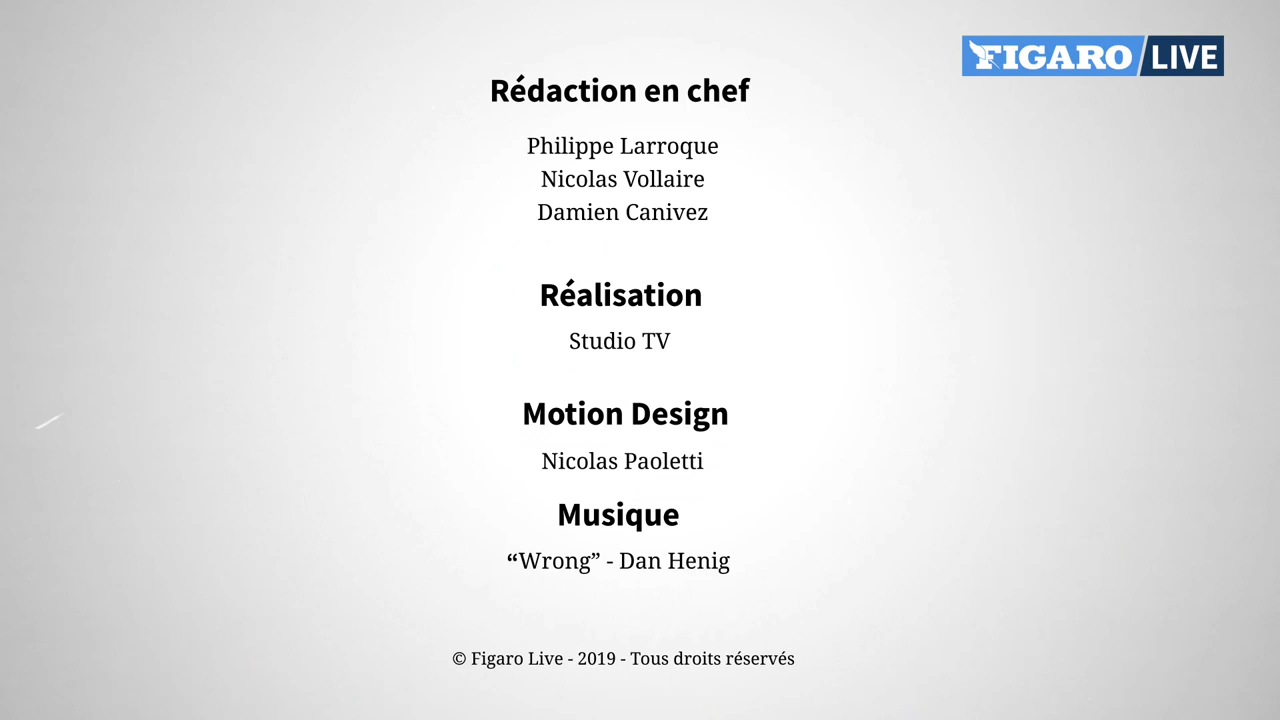 FIGARO LIVE
Rédaction en chef
Philippe Larroque
Nicolas Vollaire
Damien Canivez
Réalisation
Studio TV
Motion Design
Nicolas Paoletti
Musique
“Wrong” - Dan Henig
© Figaro Live - 2019 - Tous droits réservés